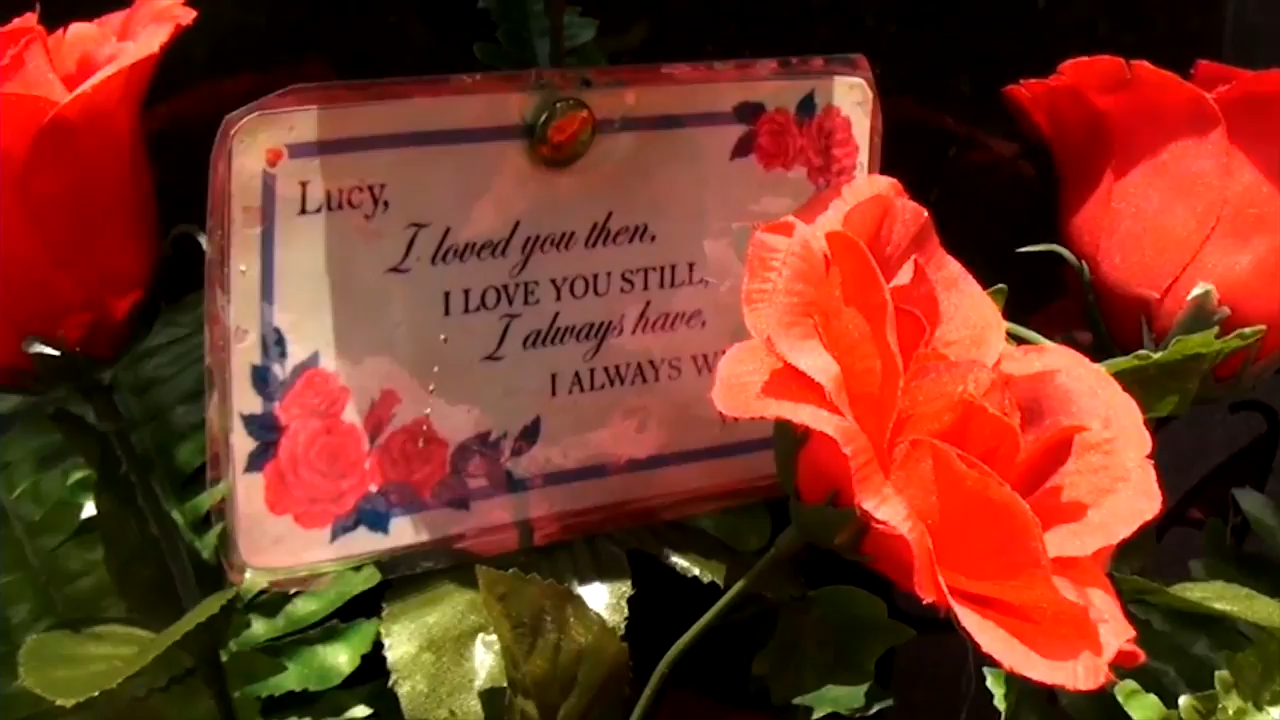 Lucy,
I loved you then,
I LOVE YOU STILL,
I always have,
I ALWAYS